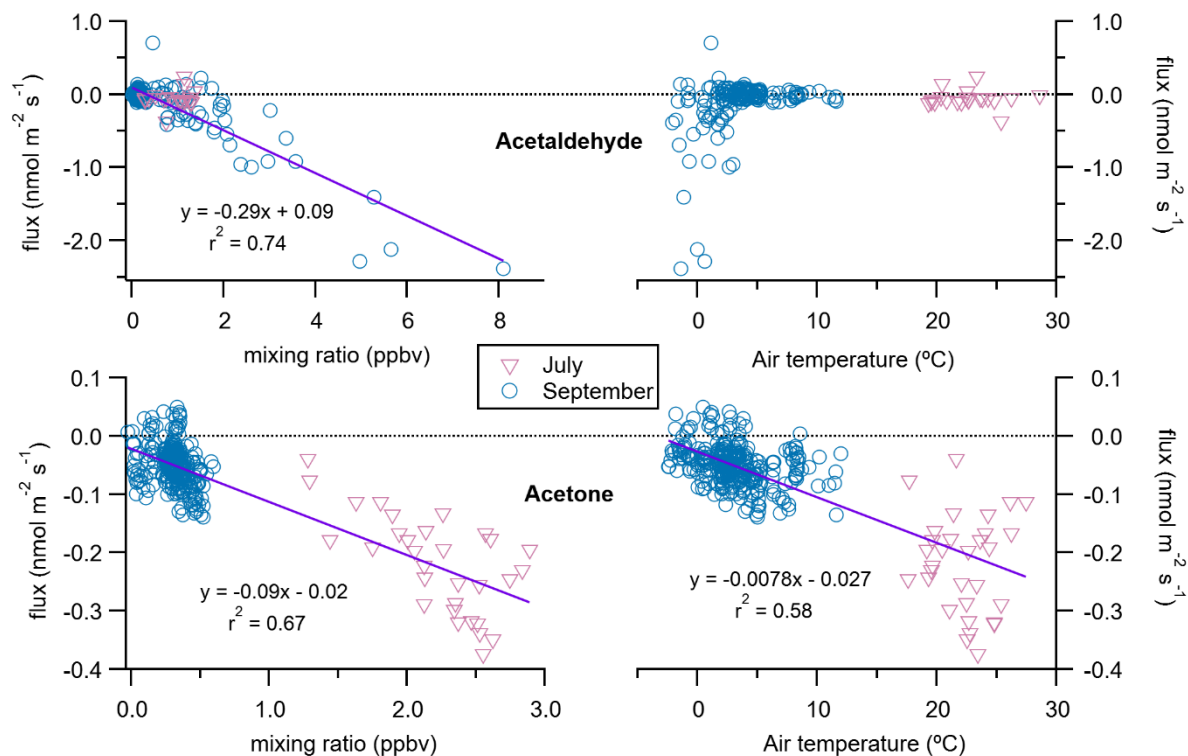 1.0
0.0
-1.0
-2.0
flux (nmol m⁻² s⁻¹)
y = -0.29x + 0.09
r² = 0.74
0 2 4 6 8
mixing ratio (ppbv)
Acetaldehyde
1.0
0.0
-1.0
-2.0
flux (nmol m⁻² s⁻¹)
0 10 20 30
Air temperature (ºC)
July
September
0.1
0.0
-0.1
-0.2
-0.3
-0.4
flux (nmol m⁻² s⁻¹)
y = -0.09x - 0.02
r² = 0.67
0.0 1.0 2.0 3.0
mixing ratio (ppbv)
Acetone
y = -0.0078x - 0.027
r² = 0.58
0.1
0.0
-0.1
-0.2
-0.3
-0.4
flux (nmol m⁻² s⁻¹)
0 10 20 30
Air temperature (ºC)